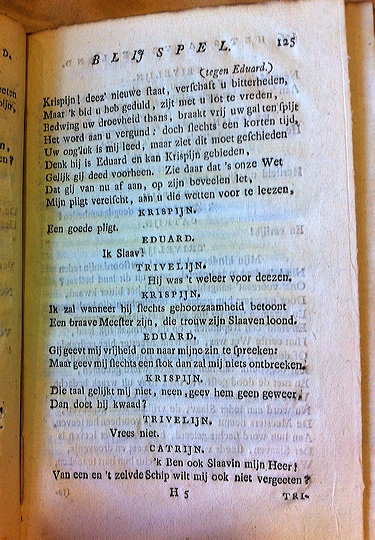 BLIJSPEL. 125
(tegen Eduard.)
Krispijn! deez' nieuwe staat, verschaft u bitterheden,
Maar 'k bid u heb geduld, zijt met u lot te vreden,
Bedwing uw droevheid thans, braakt vrij uw gal ten spijt
Het word aan u vergund: doch slechts een korten tijd,
Uw ong'luk is mij leed, maar ziet dit moet geschieden
Denk hij is Eduard en kan Krispijn gebieden,
Gelijk gij deed voorheen. Zie daar dat 's onze Wet
Dat gij van nu af aan, op zijn beveelen let,
Mijn pligt vereischt, aan u die wetten voor te leezen,
KRISPIJN.
Een goede pligt.
EDUARD.
Ik Slaav!
TRIVELIJN.
Hij was 't weleer voor deezen.
KRISPIJN.
Ik zal wanneer hij slechts gehoorzaamheid betoont
Een braave Meester zijn, die trouw zijn Slaaven loond.
EDUARD.
Gij geevt mij vrijheid om naar mijne zin te spreeken:
Maar geev mij slechts een stok dan zal mij niets ontbreeken.
KRISPIJN.
Die taal gelijkt mij niet, neen, geev hem geen geweer,
Dan doet hij kwaad?
TRIVELIJN.
Vrees niet.
CATRIJN.
'k Ben ook Slaavin mijn Heer!
Van een en 't zelvde Schip wilt mij ook niet vergeeten?
H 5 TRI-